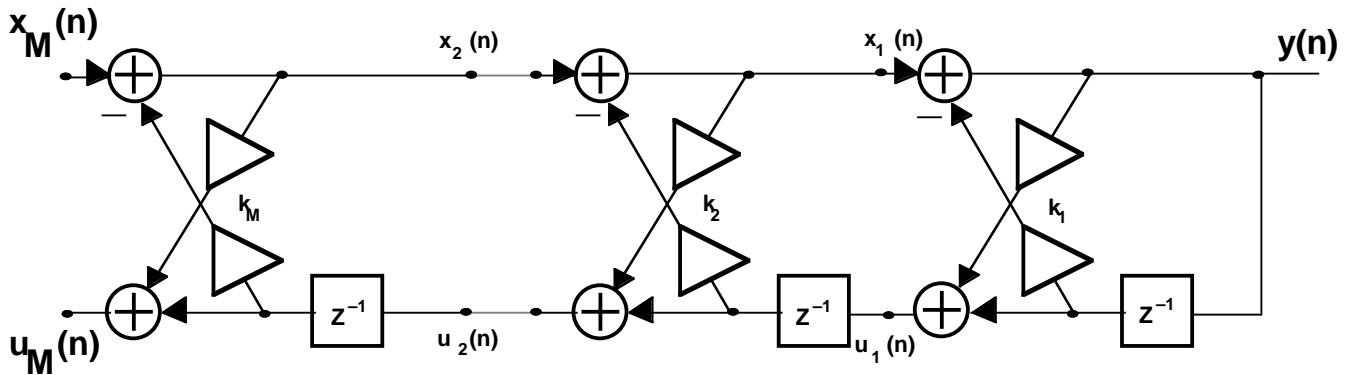 x_M(n)
x_2 (n)
x_1 (n)
y(n)
k_M
k_2
k_1
z^{-1}
z^{-1}
z^{-1}
u_M(n)
u_2(n)
u_1 (n)